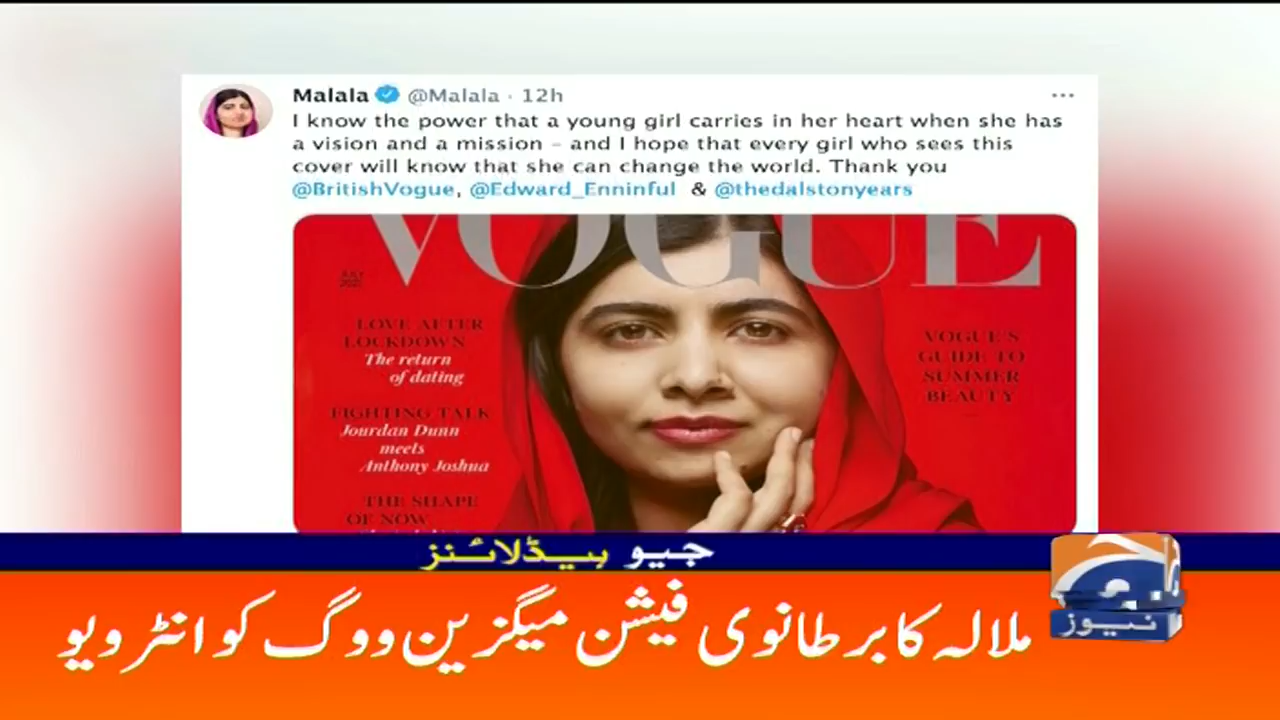 Malala @Malala · 12h
I know the power that a young girl carries in her heart when she has
a vision and a mission – and I hope that every girl who sees this
cover will know that she can change the world. Thank you
@BritishVogue, @Edward_Enninful & @thedalstonyears
VOGUE
JULY
LOVE AFTER
LOCKDOWN
The return
of dating
FIGHTING TALK
Jourdan Dunn
meets
Anthony Joshua
THE SHAPE
OF NOW
VOGUE'S
GUIDE TO
SUMMER
BEAUTY
جیو ہیڈلائنز
نیوز
ملالہ کا برطانوی فیشن میگزین ووگ کو انٹرویو